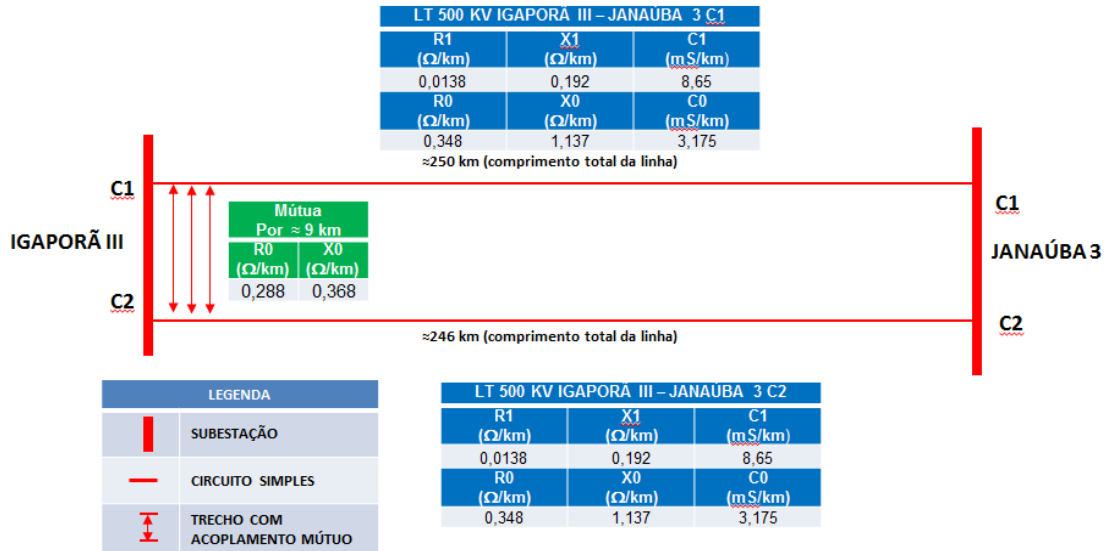 LT 500 KV IGAPORÃ III – JANAÚBA 3 C1
R1 (Ω/km) X1 (Ω/km) C1 (mS/km)
0,0138 0,192 8,65
R0 (Ω/km) X0 (Ω/km) C0 (mS/km)
0,348 1,137 3,175
≈250 km (comprimento total da linha)
C1
C1
IGAPORÃ III
Mútua
Por ≈ 9 km
R0 (Ω/km) X0 (Ω/km)
0,288 0,368
JANAÚBA 3
C2
C2
≈246 km (comprimento total da linha)
LEGENDA
SUBESTAÇÃO
CIRCUITO SIMPLES
TRECHO COM
ACOPLAMENTO MÚTUO
LT 500 KV IGAPORÃ III – JANAÚBA 3 C2
R1 (Ω/km) X1 (Ω/km) C1 (mS/km)
0,0138 0,192 8,65
R0 (Ω/km) X0 (Ω/km) C0 (mS/km)
0,348 1,137 3,175